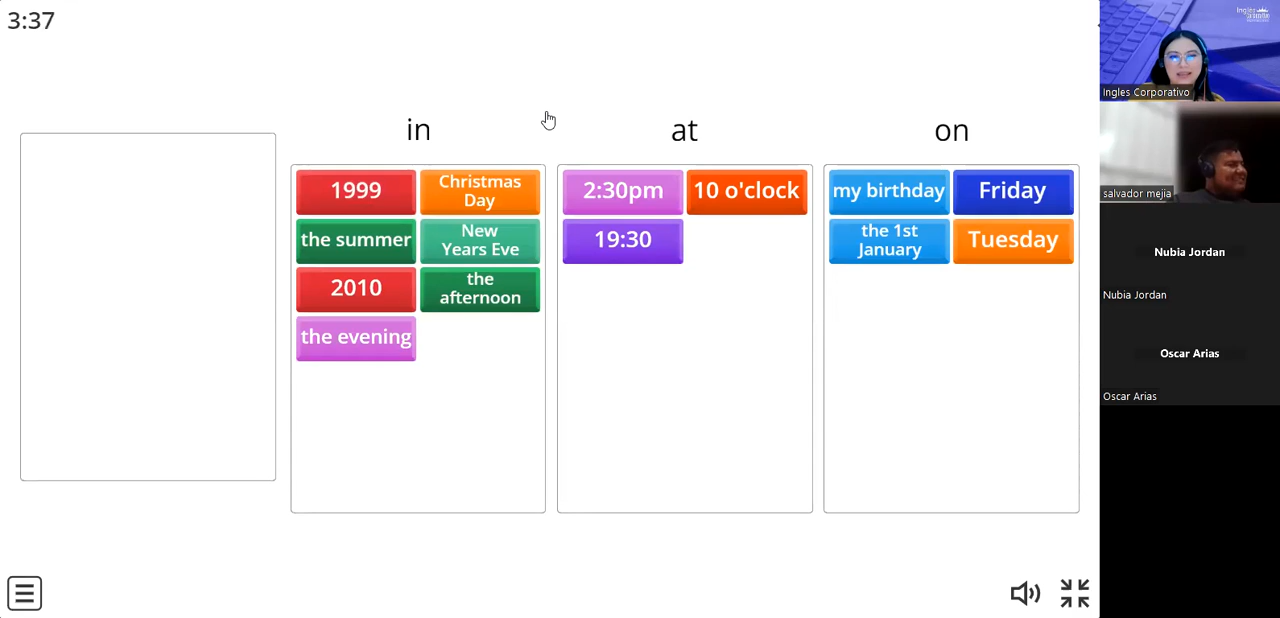 3:37
in
at
on
1999
Christmas
Day
the summer
New
Years Eve
2010
the
afternoon
the evening
2:30pm
10 o'clock
19:30
my birthday
Friday
the 1st
January
Tuesday
Ingles
Ingles Corporativo
salvador mejia
Nubia Jordan
Nubia Jordan
Oscar Arias
Oscar Arias